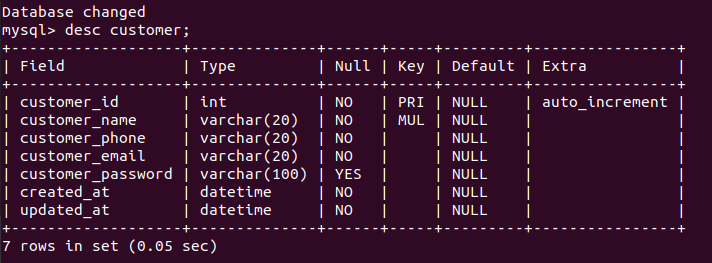 Database changed
mysql> desc customer;
+-------------------+--------------+------+-----+---------+----------------+
| Field             | Type         | Null | Key | Default | Extra          |
+-------------------+--------------+------+-----+---------+----------------+
| customer_id       | int          | NO   | PRI | NULL    | auto_increment |
| customer_name     | varchar(20)  | NO   | MUL | NULL    |                |
| customer_phone    | varchar(20)  | NO   |     | NULL    |                |
| customer_email    | varchar(20)  | NO   |     | NULL    |                |
| customer_password | varchar(100) | YES  |     | NULL    |                |
| created_at        | datetime     | NO   |     | NULL    |                |
| updated_at        | datetime     | NO   |     | NULL    |                |
+-------------------+--------------+------+-----+---------+----------------+
7 rows in set (0.05 sec)